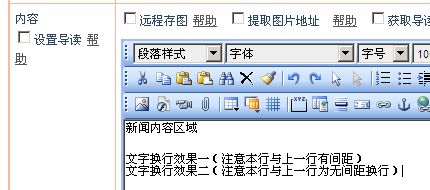 内容
远程存图 帮助 提取图片地址 帮助 获取导读
设置导读 帮助
段落样式 字体 字号 10
新闻内容区域
文字换行效果一（注意本行与上一行有间距）
文字换行效果二（注意本行与上一行为无间距换行）